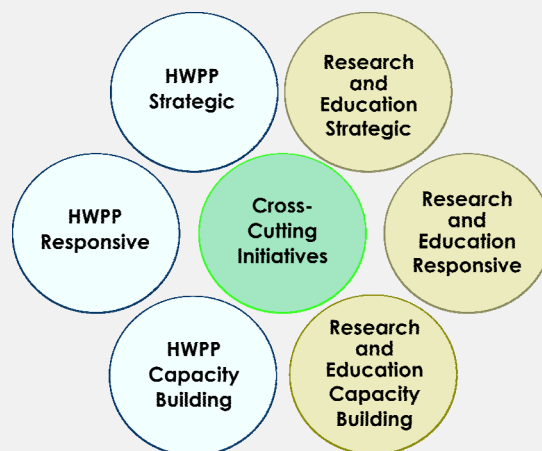 HWPP
Strategic
Research
and
Education
Strategic
HWPP
Responsive
Cross-
Cutting
Initiatives
Research
and
Education
Responsive
HWPP
Capacity
Building
Research
and
Education
Capacity
Building